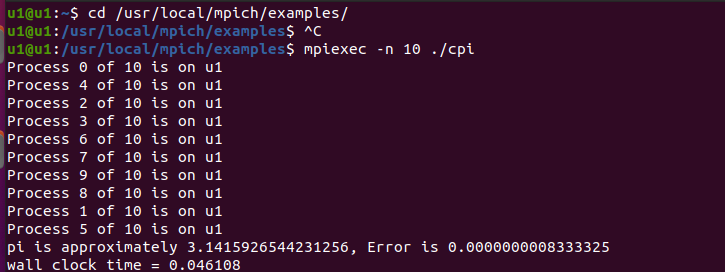 u1@u1:~$ cd /usr/local/mpich/examples/
u1@u1:/usr/local/mpich/examples$ ^C
u1@u1:/usr/local/mpich/examples$ mpiexec -n 10 ./cpi
Process 0 of 10 is on u1
Process 4 of 10 is on u1
Process 2 of 10 is on u1
Process 3 of 10 is on u1
Process 6 of 10 is on u1
Process 7 of 10 is on u1
Process 9 of 10 is on u1
Process 8 of 10 is on u1
Process 1 of 10 is on u1
Process 5 of 10 is on u1
pi is approximately 3.1415926544231256, Error is 0.0000000008333325
wall clock time = 0.046108